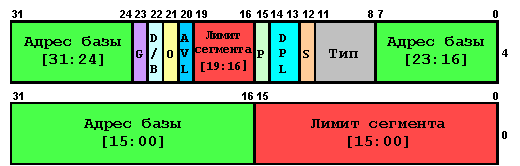 31 24 23 22 21 20 19 16 15 14 13 12 11 8 7 0
Адрес базы [31:24] G D/B 0 AVL Лимит сегмента [19:16] P DPL S Тип Адрес базы [23:16] 4
31 16 15 0
Адрес базы [15:00] Лимит сегмента [15:00] 0